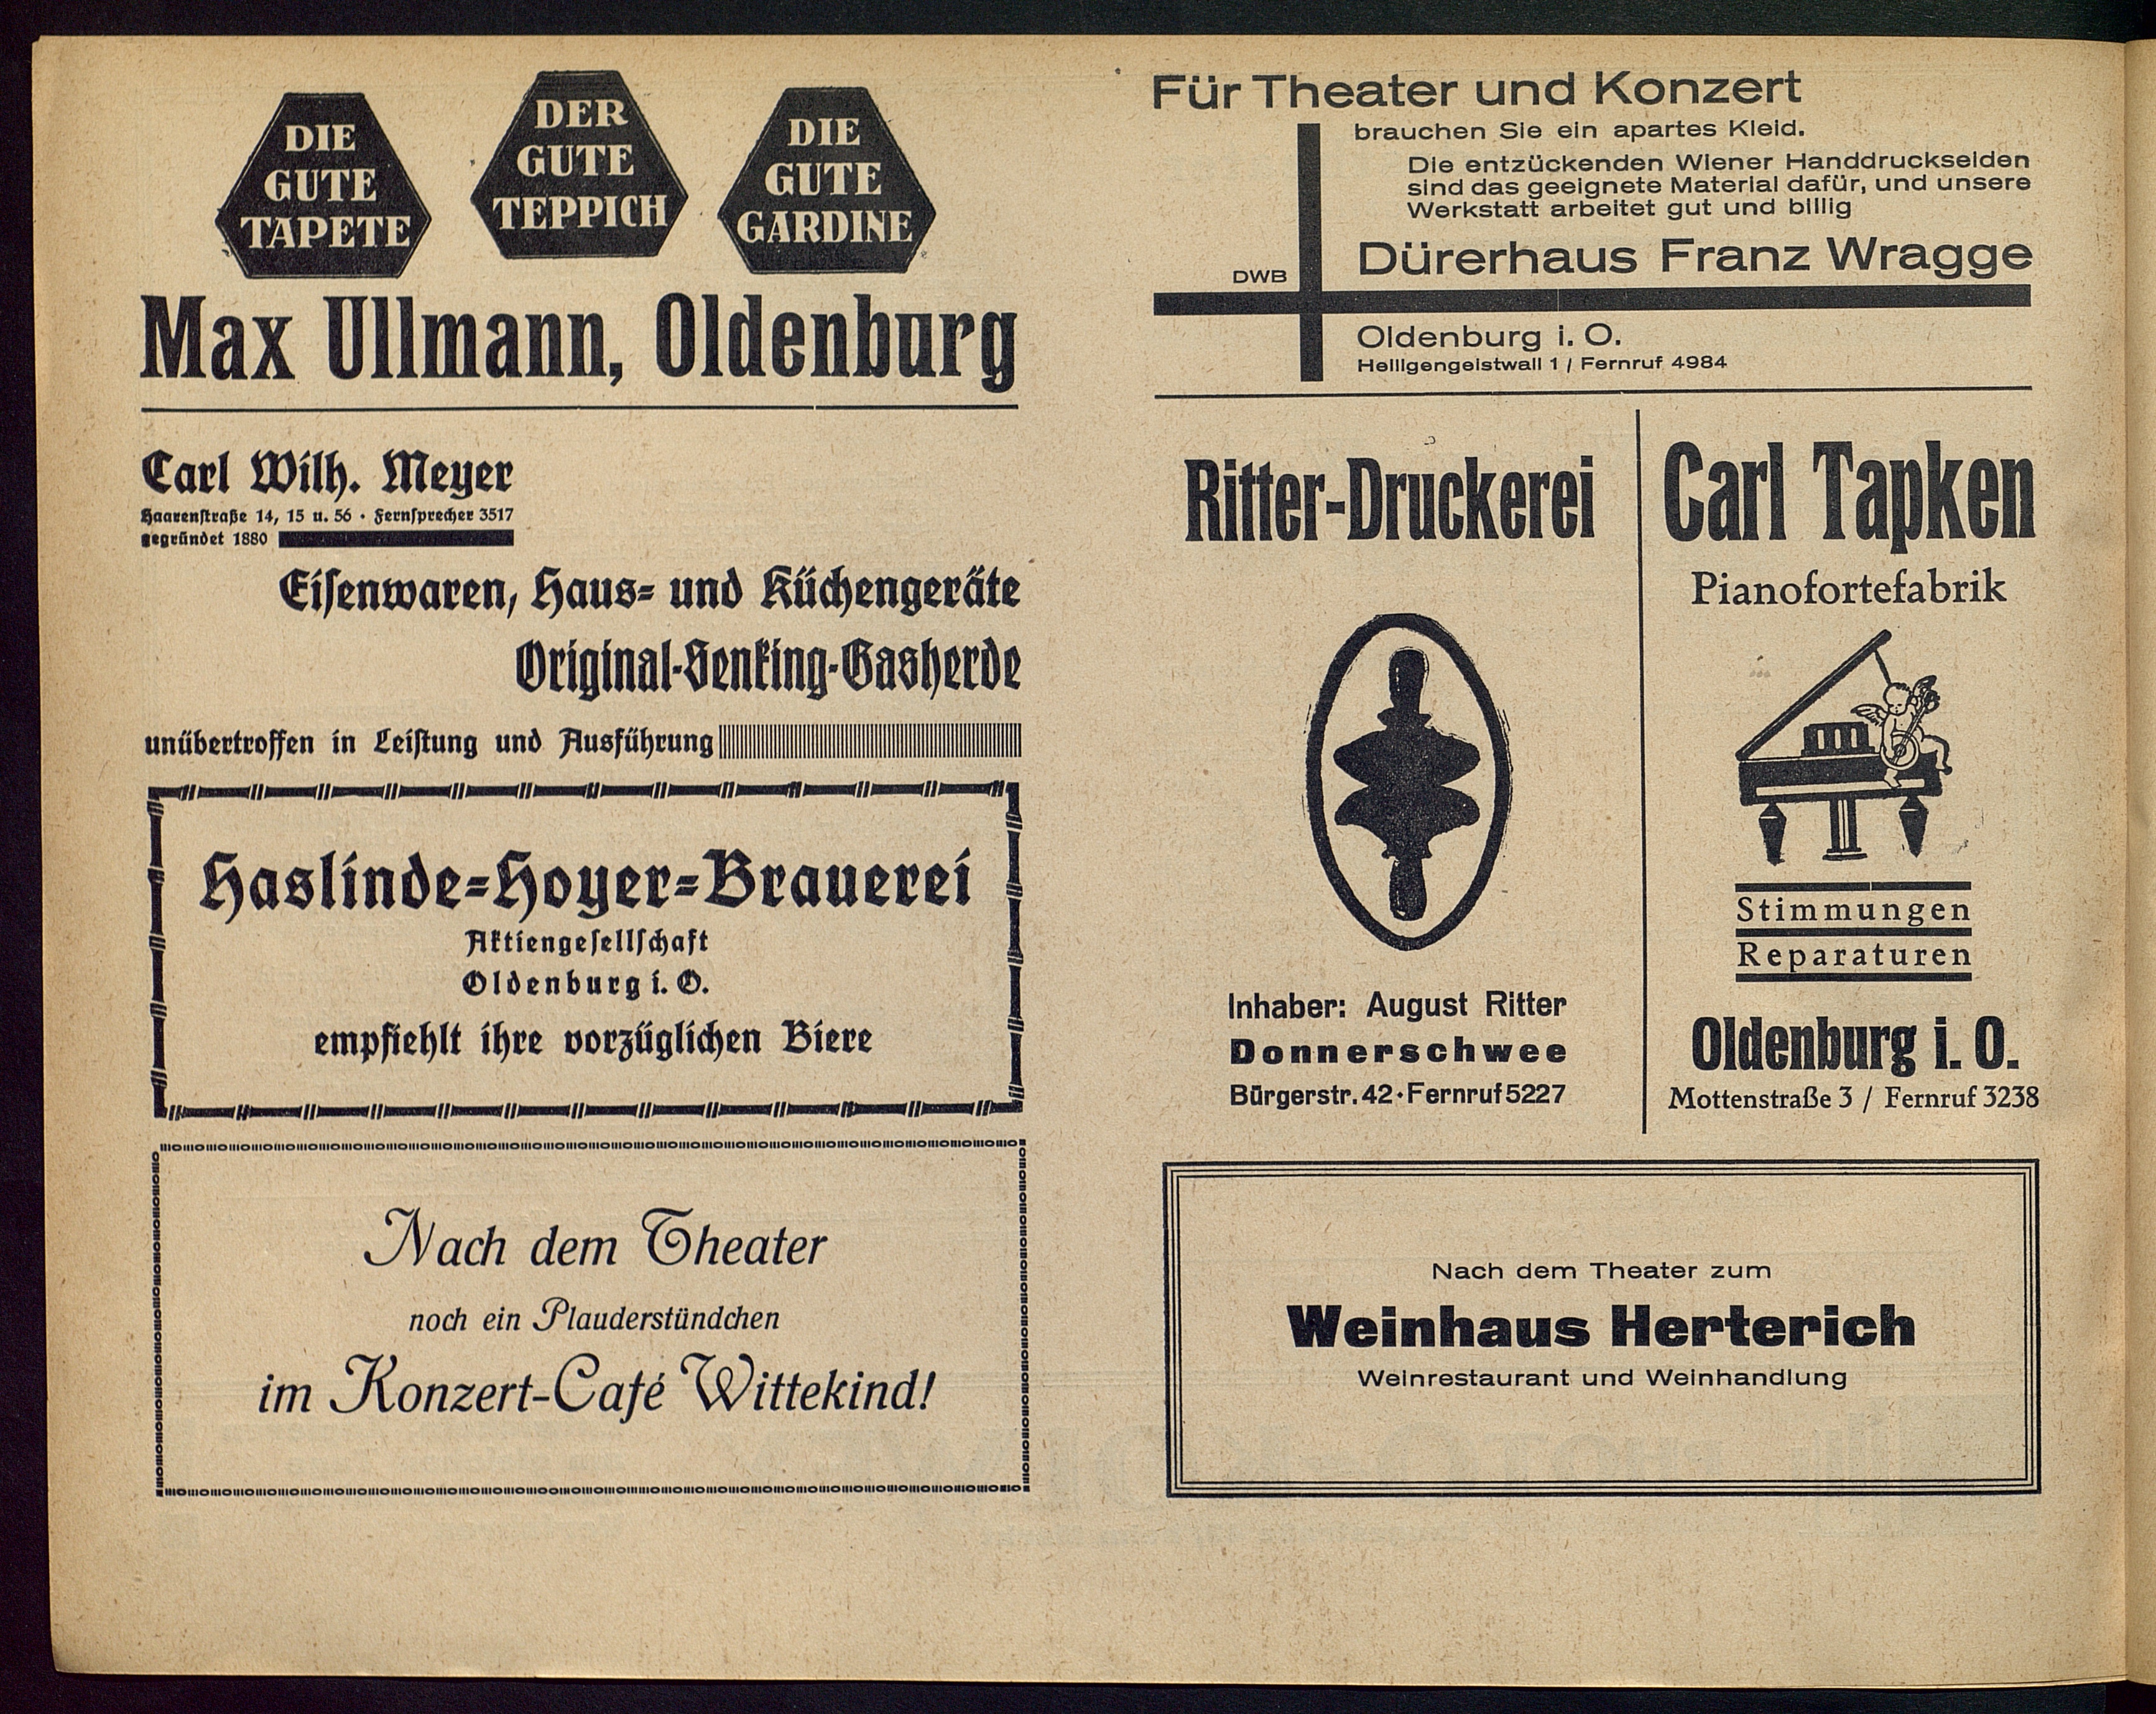 DIE
GUTE
TAPETE
DER
GUTE
TEPPICH
DIE
GUTE
GARDINE
Max Ullmann, Oldenburg
Carl Wilh. Meyer
Haarenſtraße 14, 15 u. 56 · Fernſprecher 3517
gegründet 1880
Eiſenwaren, Haus- und Küchengeräte
Original-Senking-Gasherde
unübertroffen in Leiſtung und Ausführung
Haslinde-Hoyer-Brauerei
Aktiengeſellſchaft
Oldenburg i. O.
empfiehlt ihre vorzüglichen Biere
Nach dem Theater
noch ein Plauderstündchen
im Konzert-Café Wittekind!
Für Theater und Konzert
brauchen Sie ein apartes Kleid.
Die entzückenden Wiener Handdruckseiden
sind das geeignete Material dafür, und unsere
Werkstatt arbeitet gut und billig
Dürerhaus Franz Wragge
DWB
Oldenburg i. O.
Heiligengeistwall 1 / Fernruf 4984
Ritter-Druckerei
Inhaber: August Ritter
Donnerschwee
Bürgerstr. 42 · Fernruf 5227
Carl Tapken
Pianofortefabrik
Stimmungen
Reparaturen
Oldenburg i. O.
Mottenstraße 3 / Fernruf 3238
Nach dem Theater zum
Weinhaus Herterich
Weinrestaurant und Weinhandlung